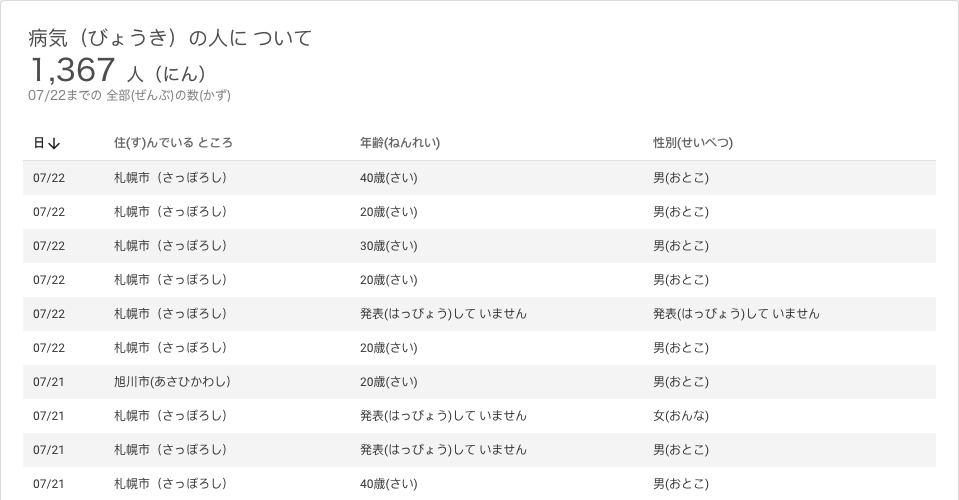 病気（びょうき）の人に ついて
1,367 人（にん）
07/22までの 全部(ぜんぶ)の数(かず)
日↓ 住(す)んでいる ところ 年齢(ねんれい) 性別(せいべつ)
07/22 札幌市（さっぽろし） 40歳(さい) 男(おとこ)
07/22 札幌市（さっぽろし） 20歳(さい) 男(おとこ)
07/22 札幌市（さっぽろし） 30歳(さい) 男(おとこ)
07/22 札幌市（さっぽろし） 20歳(さい) 男(おとこ)
07/22 札幌市（さっぽろし） 発表(はっぴょう)して いません 発表(はっぴょう)して いません
07/22 札幌市（さっぽろし） 20歳(さい) 男(おとこ)
07/21 旭川市(あさひかわし） 20歳(さい) 男(おとこ)
07/21 札幌市（さっぽろし） 発表(はっぴょう)して いません 女(おんな)
07/21 札幌市（さっぽろし） 発表(はっぴょう)して いません 男(おとこ)
07/21 札幌市（さっぽろし） 40歳(さい) 男(おとこ)